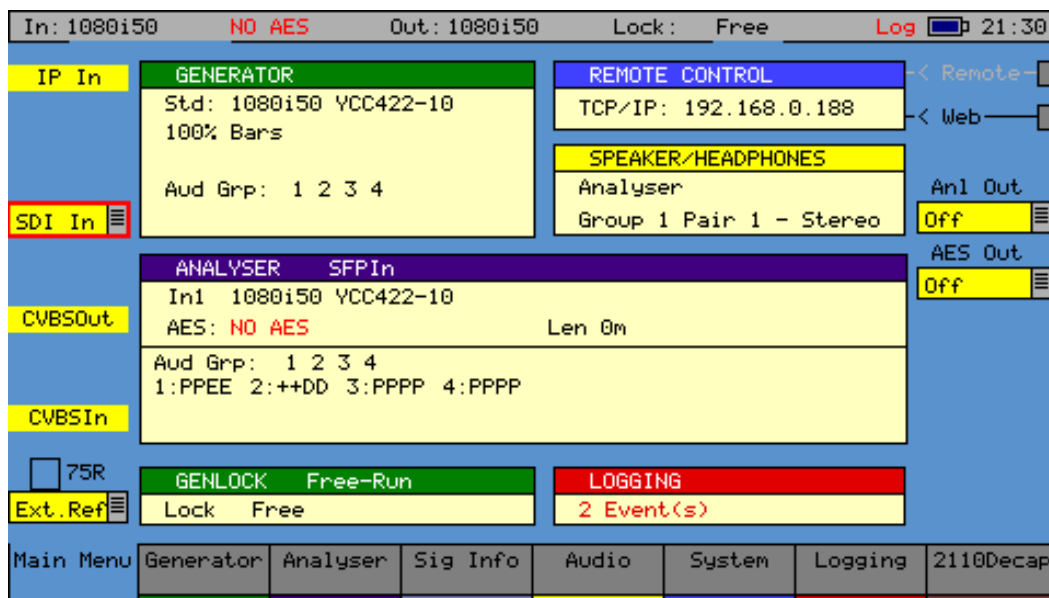 In: 1080i50 NO AES Out: 1080i50 Lock: Free Log 21:30
IP In
GENERATOR
Std: 1080i50 YCC422-10
100% Bars
Aud Grp: 1 2 3 4
REMOTE CONTROL
TCP/IP: 192.168.0.188
< Remote
< Web
SPEAKER/HEADPHONES
Analyser
Group 1 Pair 1 - Stereo
Anl Out
Off
AES Out
Off
SDI In
ANALYSER SFPIn
In1 1080i50 YCC422-10
AES: NO AES Len 0m
Aud Grp: 1 2 3 4
1:PPEE 2:++DD 3:PPPP 4:PPPP
CVBSOut
CVBSIn
75R
Ext.Ref
GENLOCK Free-Run
Lock Free
LOGGING
2 Event(s)
Main Menu Generator Analyser Sig Info Audio System Logging 2110Decap